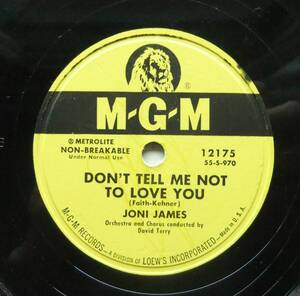 ®
M-G-M
® METROLITE
NON-BREAKABLE
Under Normal Use
12175
55-S-970
DON'T TELL ME NOT
TO LOVE YOU
(Faith-Kehner)
JONI JAMES
Orchestra and Chorus conducted by
David Terry
M-G-M RECORDS—A DIVISION OF LOEW'S INCORPORATED—Made in U.S.A.